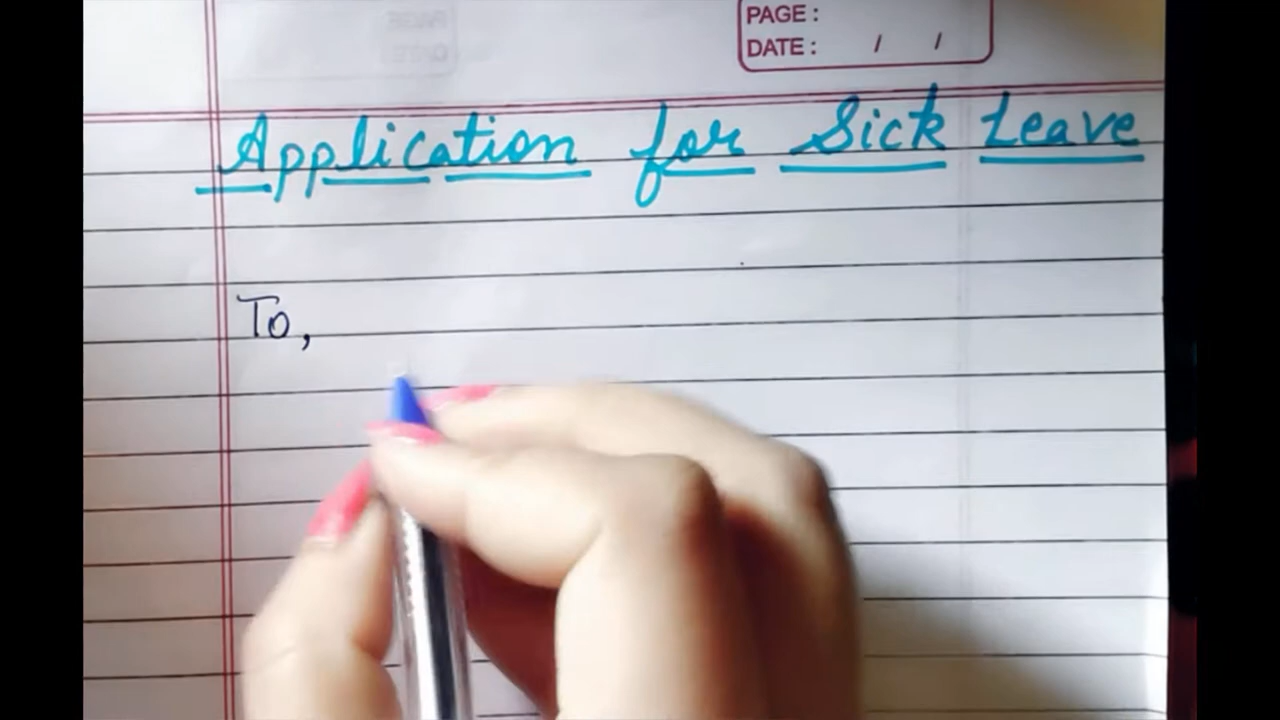 PAGE :
DATE : / /
Application for Sick Leave
To,